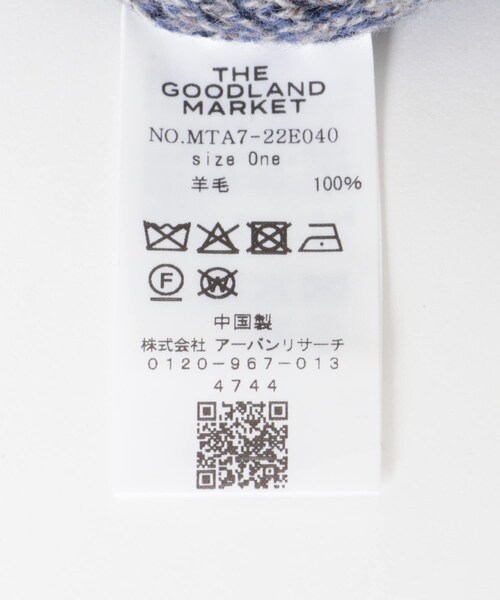 THE
GOODLAND
MARKET
NO.MTA7-22E040
size One
羊毛 100%
F W
中国製
株式会社 アーバンリサーチ
0120-967-013
4744